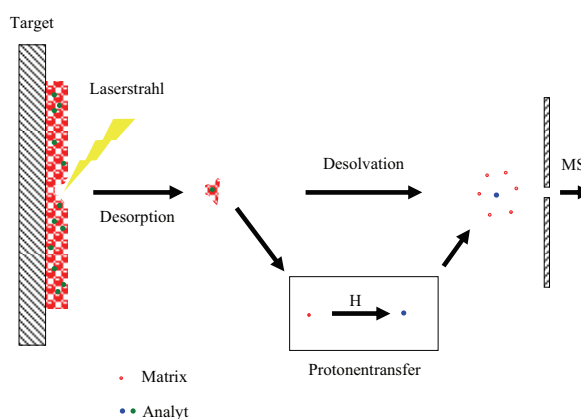 Target
Laserstrahl
Desolvation
MS
Desorption
H
Protonentransfer
Matrix
Analyt